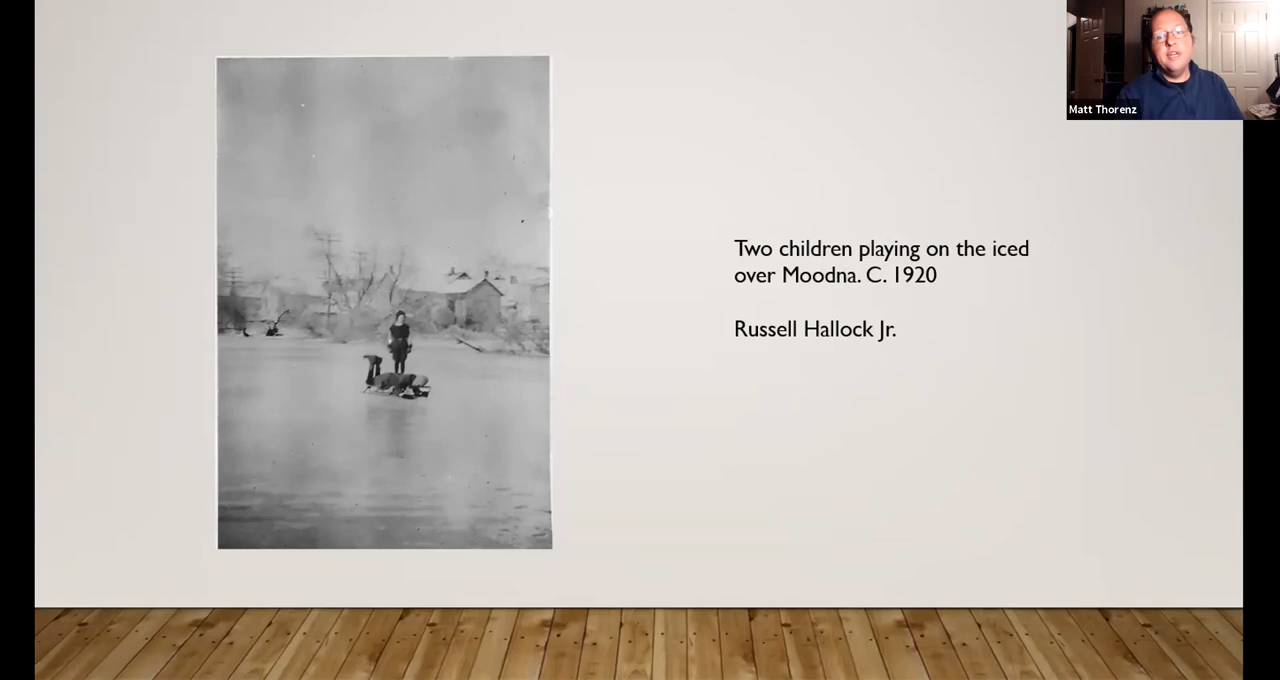 Matt Thorenz
Two children playing on the iced
over Moodna. C. 1920
Russell Hallock Jr.